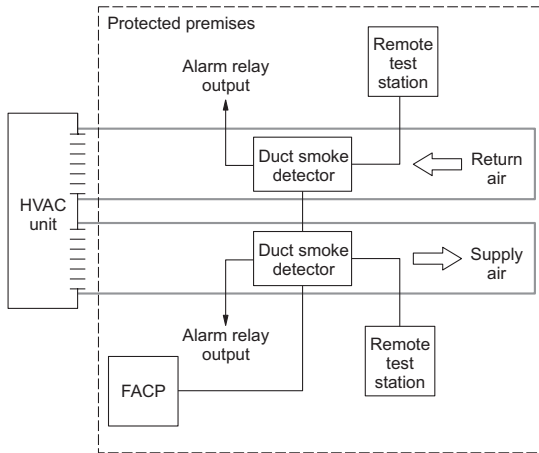 Protected premises
Remote
test
station
Alarm relay
output
HVAC
unit
Duct smoke
detector
Return
air
Duct smoke
detector
Supply
air
Alarm relay
output
Remote
test
station
FACP